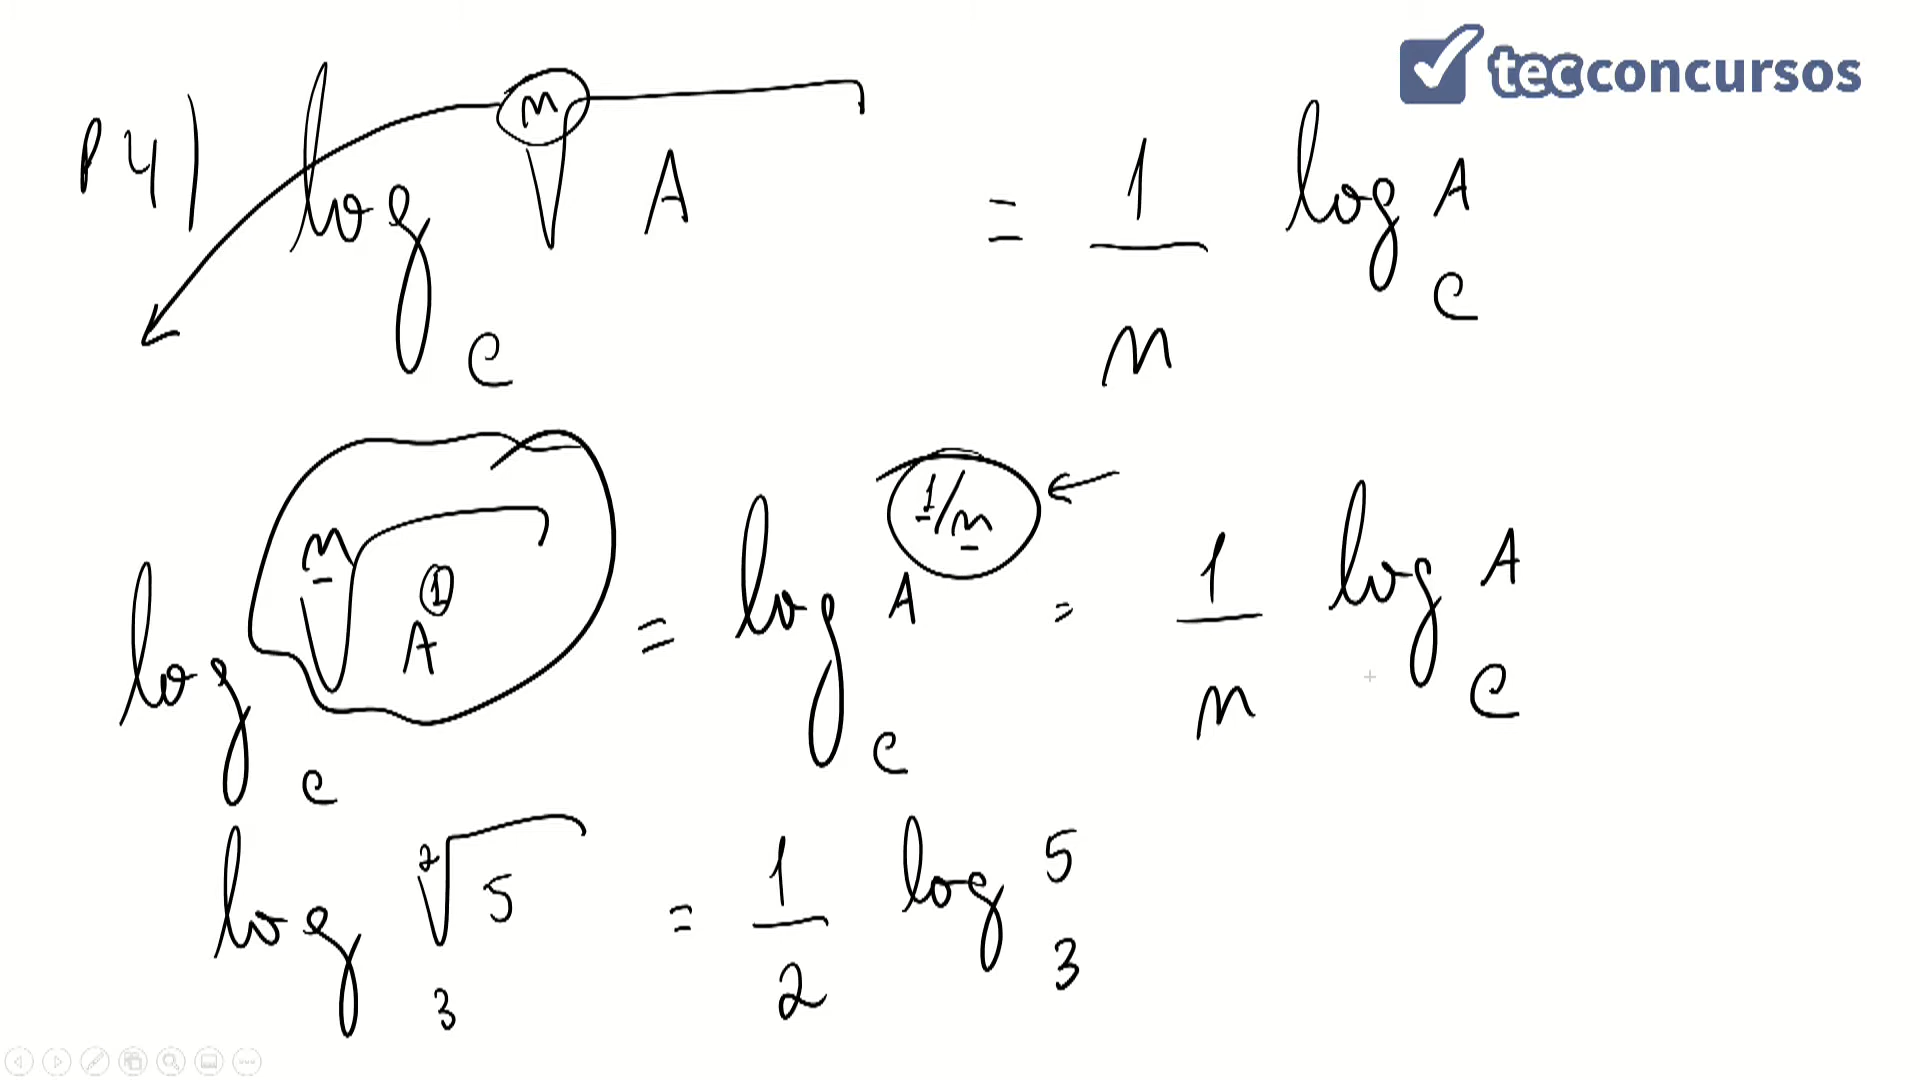 tecconcursos
P4) log_C ᵐ√A = 1/m log_C A
log_C ᵐ√A¹ = log_C A^(1/m) = 1/m log_C A
log_3 ²√5 = 1/2 log_3 5